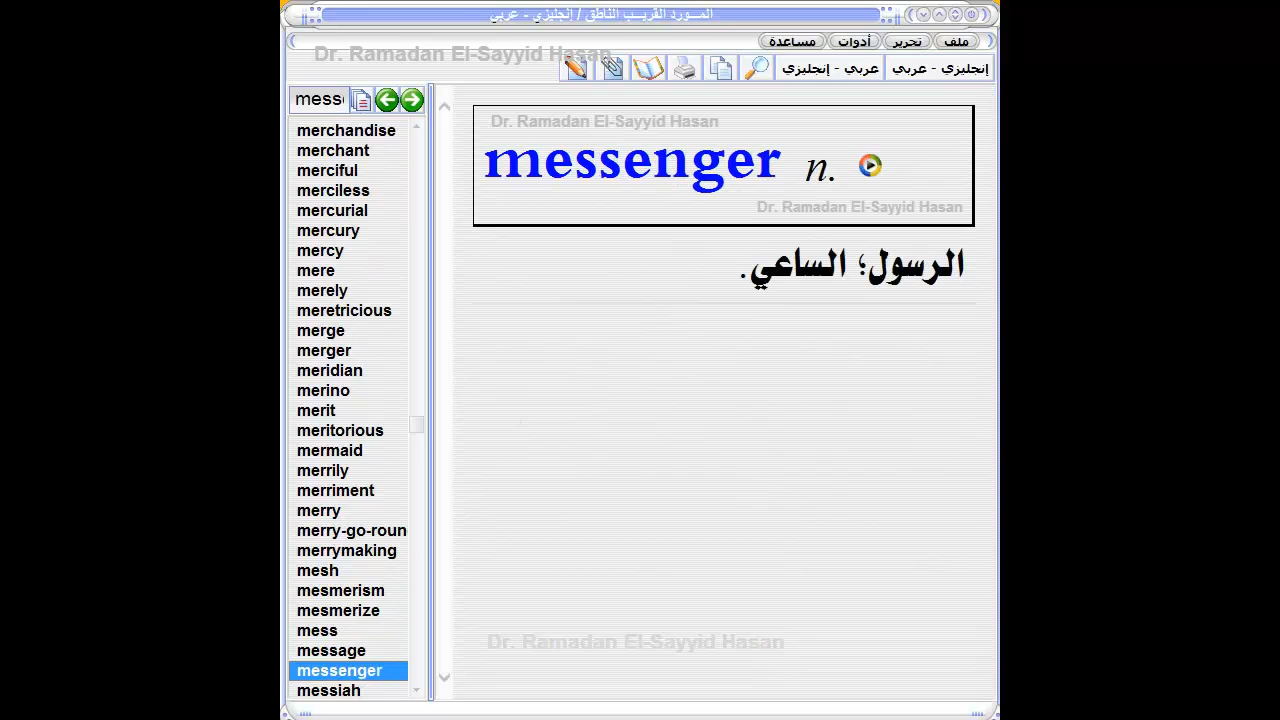 المـــورد القريـــب الناطق / إنجليزي - عربي
ملف تحرير أدوات مساعدة
Dr. Ramadan El-Sayyid Hasan
إنجليزي - عربي عربي - إنجليزي
mess
merchandise
merchant
merciful
merciless
mercurial
mercury
mercy
mere
merely
meretricious
merge
merger
meridian
merino
merit
meritorious
mermaid
merrily
merriment
merry
merry-go-roun
merrymaking
mesh
mesmerism
mesmerize
mess
message
messenger
messiah
Dr. Ramadan El-Sayyid Hasan
messenger n.
Dr. Ramadan El-Sayyid Hasan
الرسول؛ الساعي.
Dr. Ramadan El-Sayyid Hasan